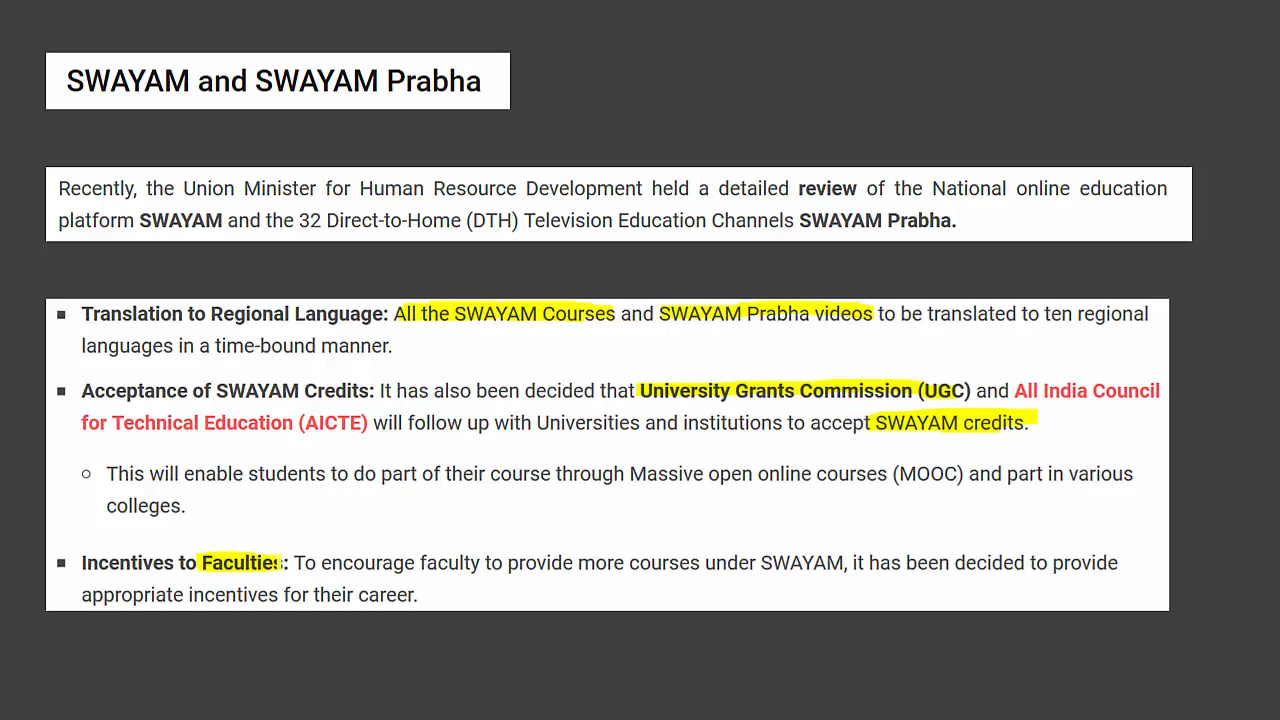 SWAYAM and SWAYAM Prabha
Recently, the Union Minister for Human Resource Development held a detailed review of the National online education
platform SWAYAM and the 32 Direct-to-Home (DTH) Television Education Channels SWAYAM Prabha.
▪ Translation to Regional Language: All the SWAYAM Courses and SWAYAM Prabha videos to be translated to ten regional
languages in a time-bound manner.
▪ Acceptance of SWAYAM Credits: It has also been decided that University Grants Commission (UGC) and All India Council
for Technical Education (AICTE) will follow up with Universities and institutions to accept SWAYAM credits.
○ This will enable students to do part of their course through Massive open online courses (MOOC) and part in various
colleges.
▪ Incentives to Faculties: To encourage faculty to provide more courses under SWAYAM, it has been decided to provide
appropriate incentives for their career.